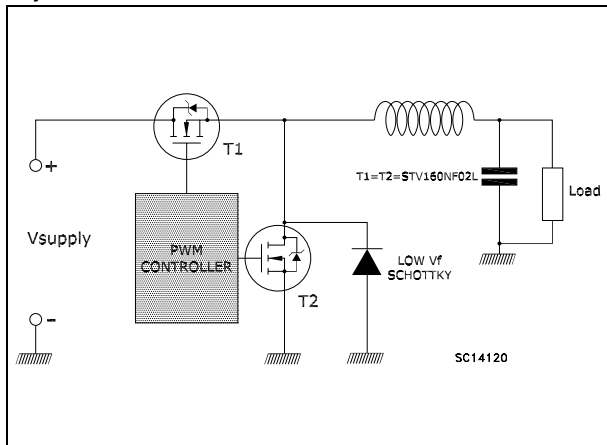 T1
T1=T2=STV160NF02L
Load
+
Vsupply
PWM
CONTROLLER
LOW Vf
SCHOTTKY
-
T2
SC14120